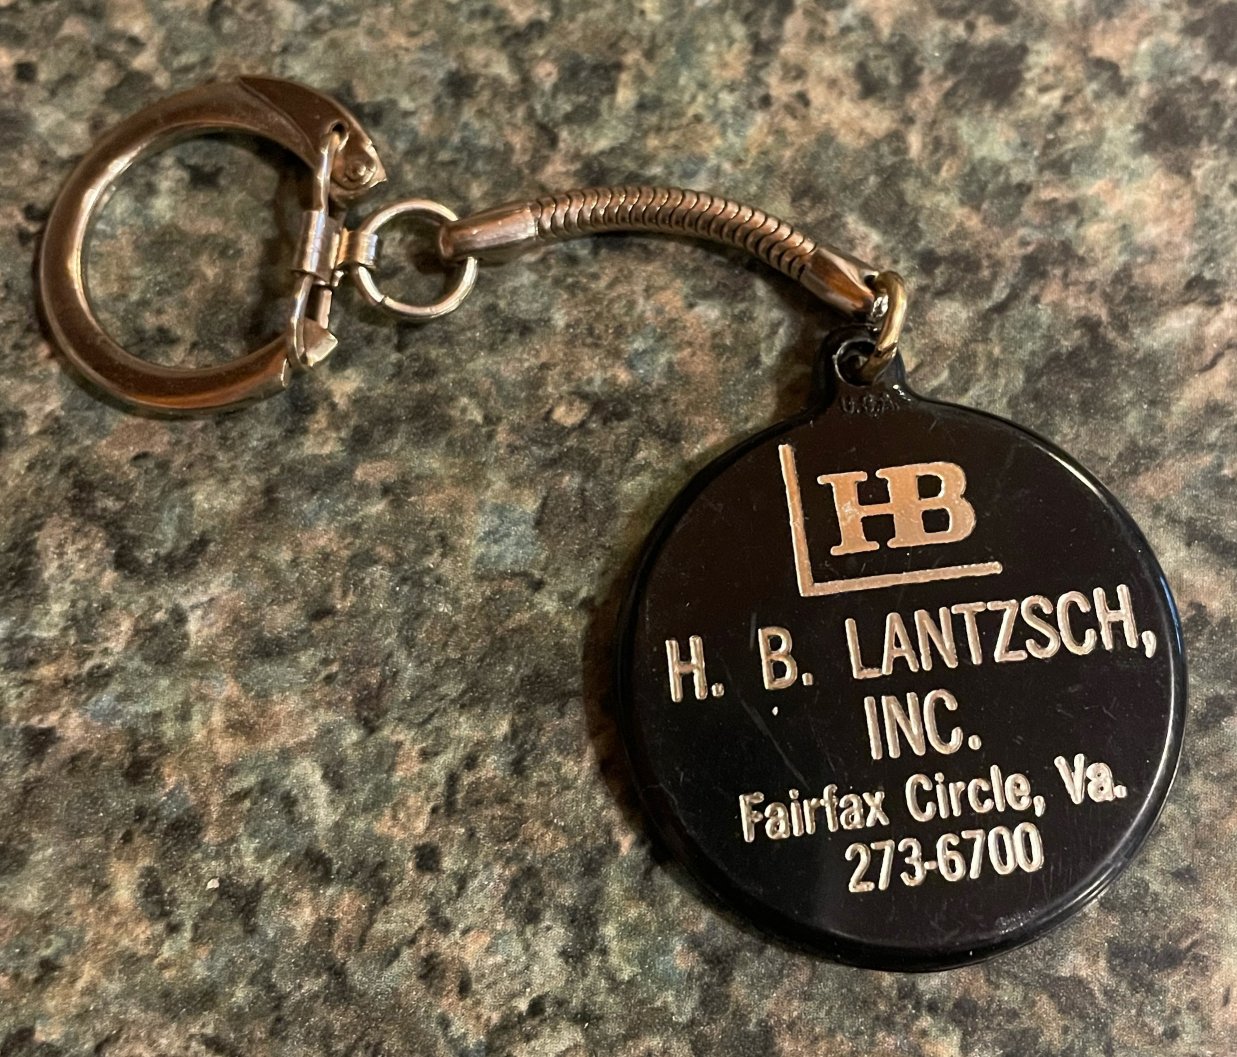 U.S.A.
HB
H. B. LANTZSCH,
INC.
Fairfax Circle, Va.
273-6700